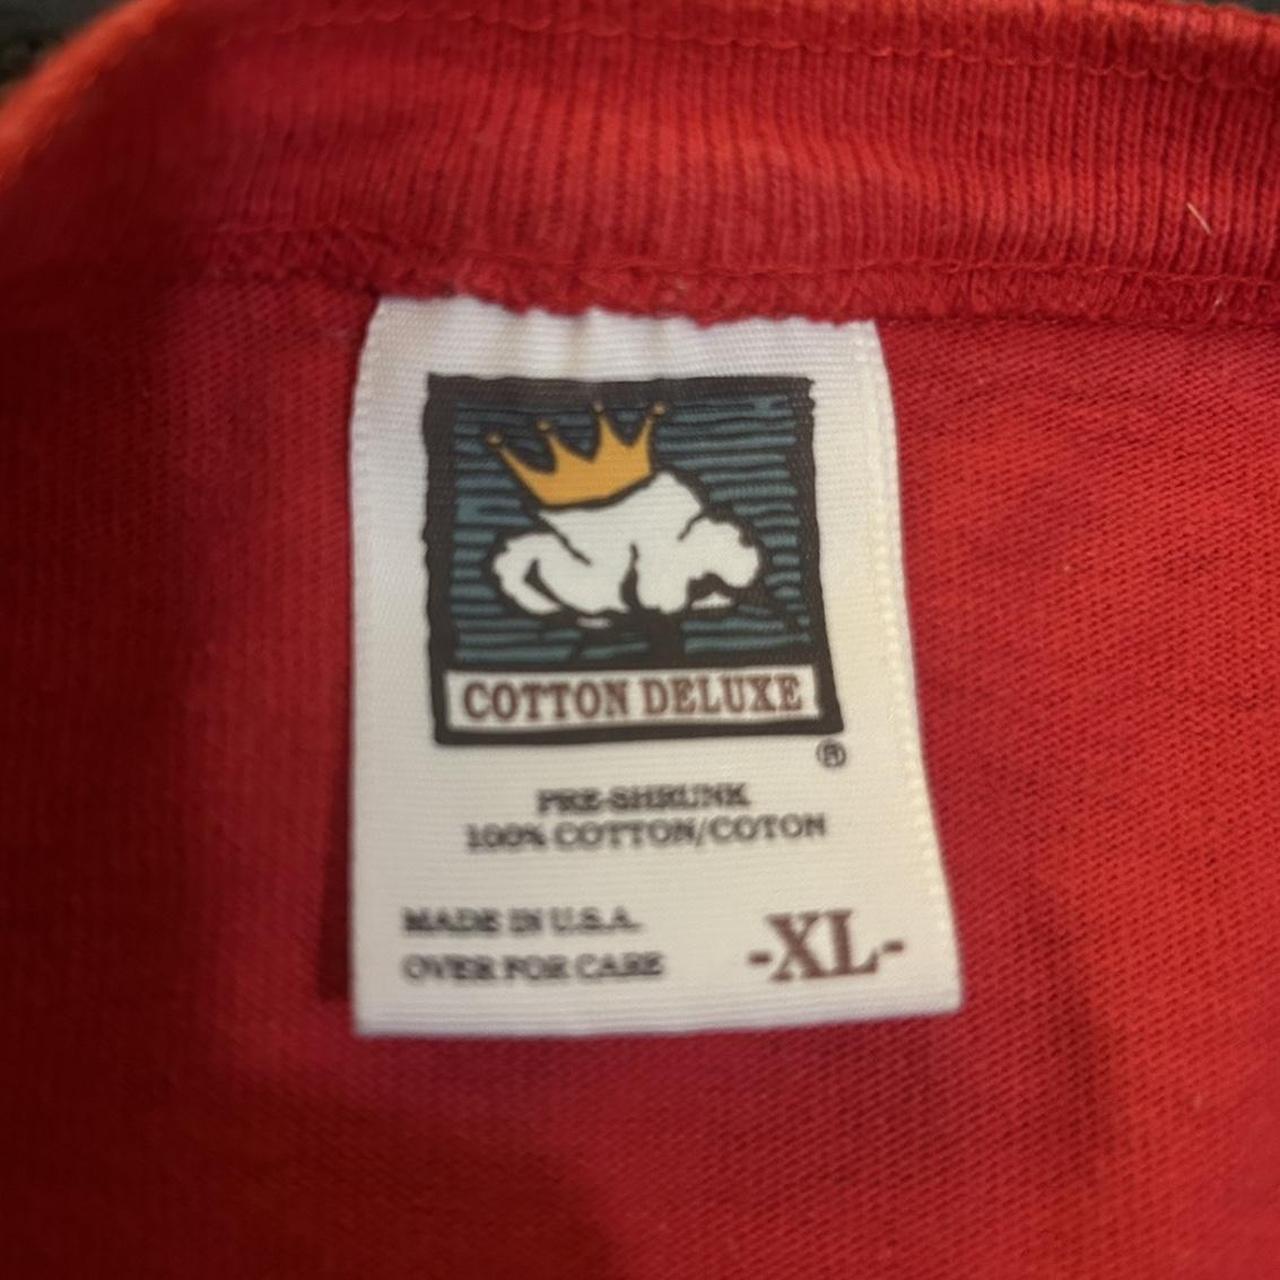 COTTON DELUXE
®
PRE-SHRUNK
100% COTTON/COTON
MADE IN U.S.A.
OVER FOR CARE
-XL-